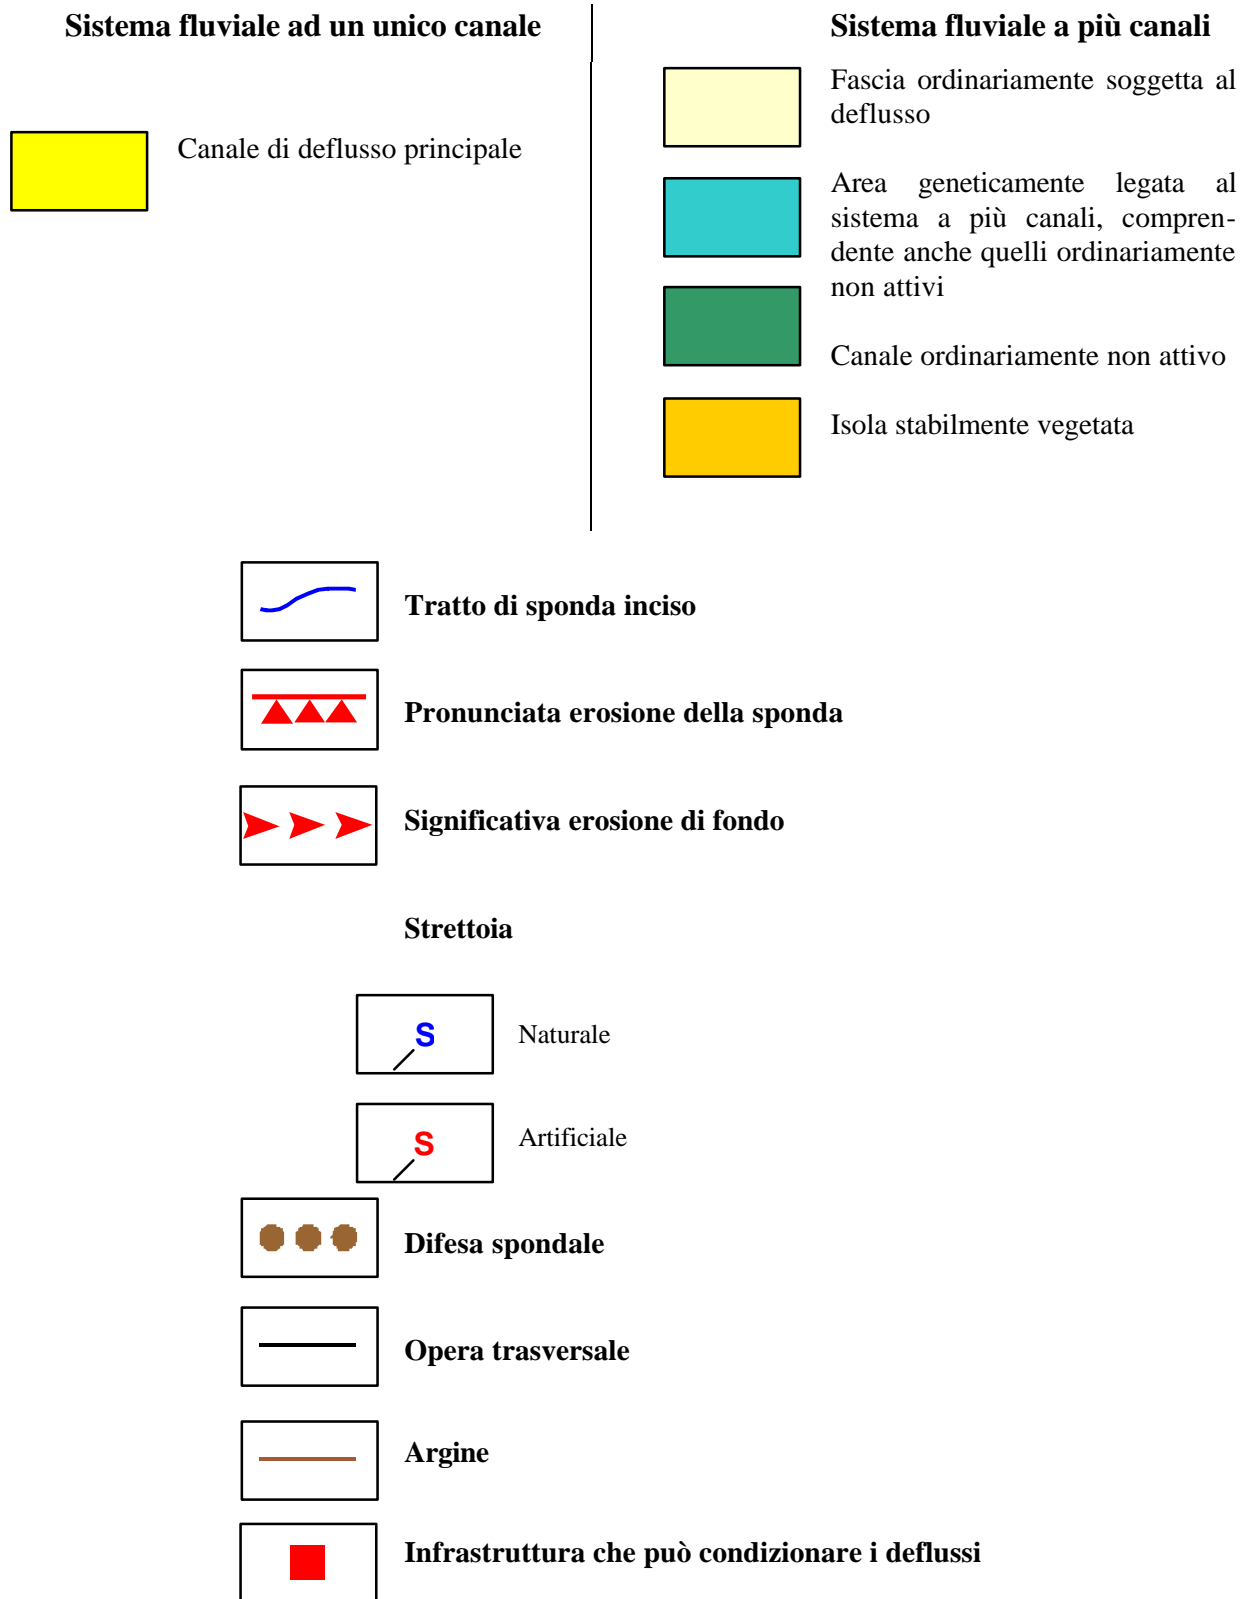 Sistema fluviale ad un unico canale
Canale di deflusso principale
Sistema fluviale a più canali
Fascia ordinariamente soggetta al
deflusso
Area geneticamente legata al
sistema a più canali, compren-
dente anche quelli ordinariamente
non attivi
Canale ordinariamente non attivo
Isola stabilmente vegetata
Tratto di sponda inciso
Pronunciata erosione della sponda
Significativa erosione di fondo
Strettoia
S Naturale
S Artificiale
Difesa spondale
Opera trasversale
Argine
Infrastruttura che può condizionare i deflussi